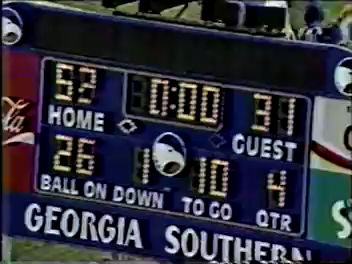 52 0:00 31
HOME GUEST
26 1 10 4
BALL ON DOWN TO GO QTR
GEORGIA SOUTHERN